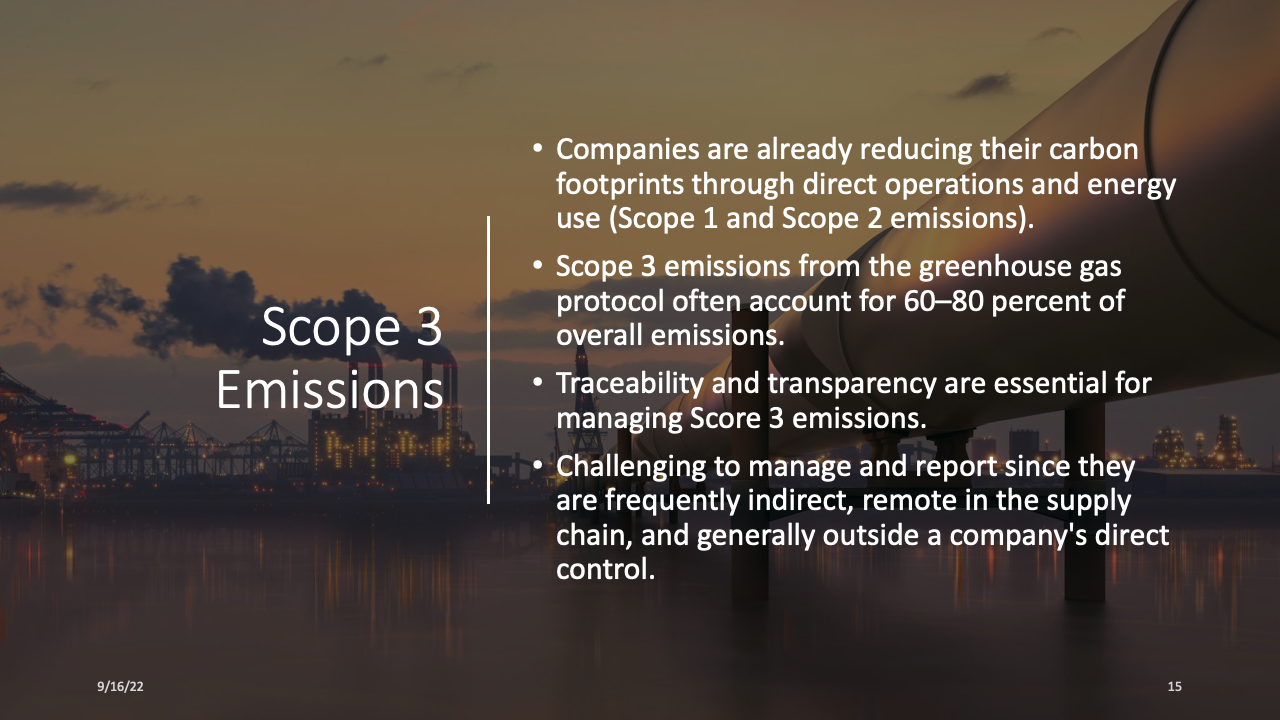 Scope 3
Emissions
• Companies are already reducing their carbon
footprints through direct operations and energy
use (Scope 1 and Scope 2 emissions).
• Scope 3 emissions from the greenhouse gas
protocol often account for 60–80 percent of
overall emissions.
• Traceability and transparency are essential for
managing Score 3 emissions.
• Challenging to manage and report since they
are frequently indirect, remote in the supply
chain, and generally outside a company's direct
control.
9/16/22
15